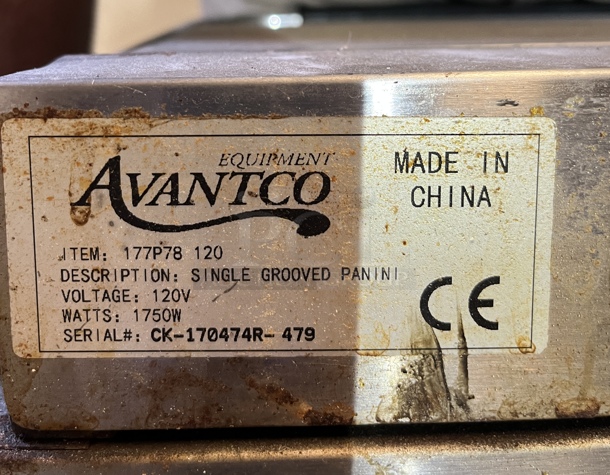 EQUIPMENT
AVANTCO
ITEM: 177P78 120
DESCRIPTION: SINGLE GROOVED PANINI
VOLTAGE: 120V
WATTS: 1750W
SERIAL#: CK-170474R-479
MADE IN
CHINA
CE